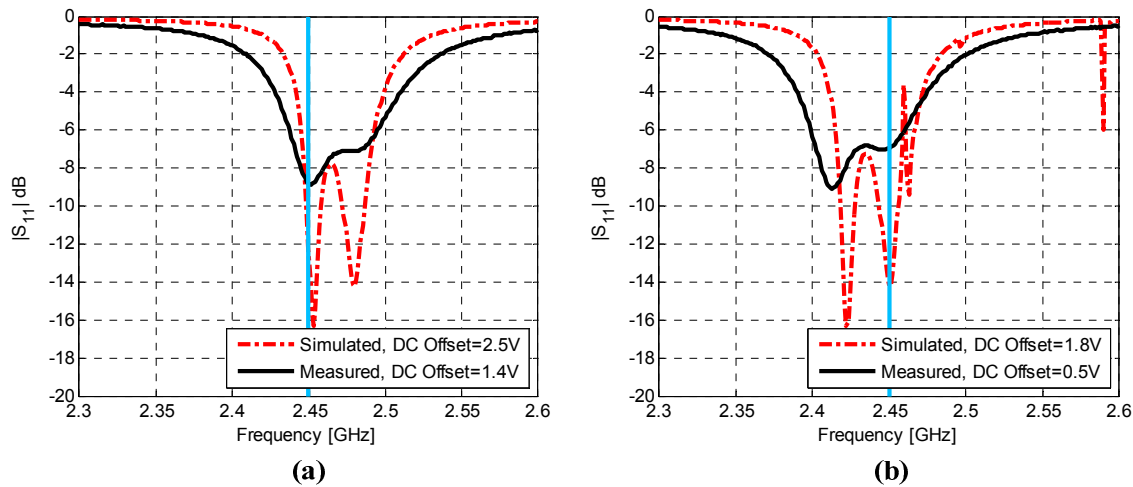 0
-2
-4
-6
-8
-10
-12
-14
-16
-18
-20
|S11| dB
Simulated, DC Offset=2.5V
Measured, DC Offset=1.4V
2.3 2.35 2.4 2.45 2.5 2.55 2.6
Frequency [GHz]
(a)
0
-2
-4
-6
-8
-10
-12
-14
-16
-18
-20
|S11| dB
Simulated, DC Offset=1.8V
Measured, DC Offset=0.5V
2.3 2.35 2.4 2.45 2.5 2.55 2.6
Frequency [GHz]
(b)